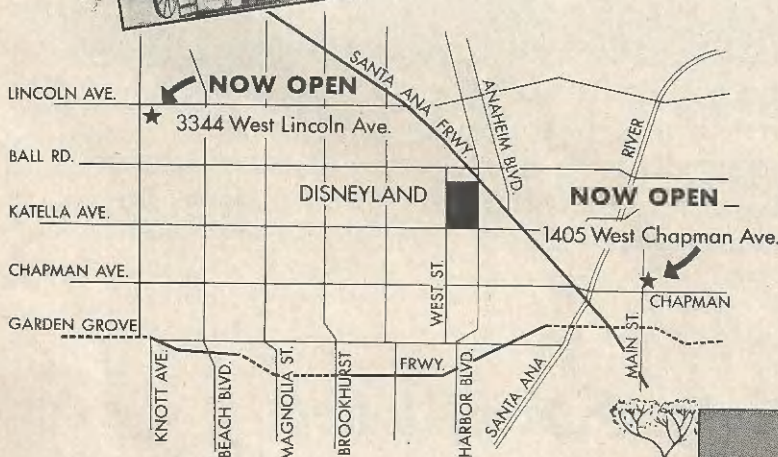 SANTA ANA FRWY.
ANAHEIM BLVD.
RIVER
LINCOLN AVE.
NOW OPEN
3344 West Lincoln Ave.
BALL RD.
DISNEYLAND
NOW OPEN
KATELLA AVE.
1405 West Chapman Ave.
CHAPMAN AVE.
CHAPMAN
WEST ST.
GARDEN GROVE
FRWY.
KNOTT AVE.
BEACH BLVD.
MAGNOLIA ST.
BROOKHURST
HARBOR BLVD.
SANTA ANA
MAIN ST.